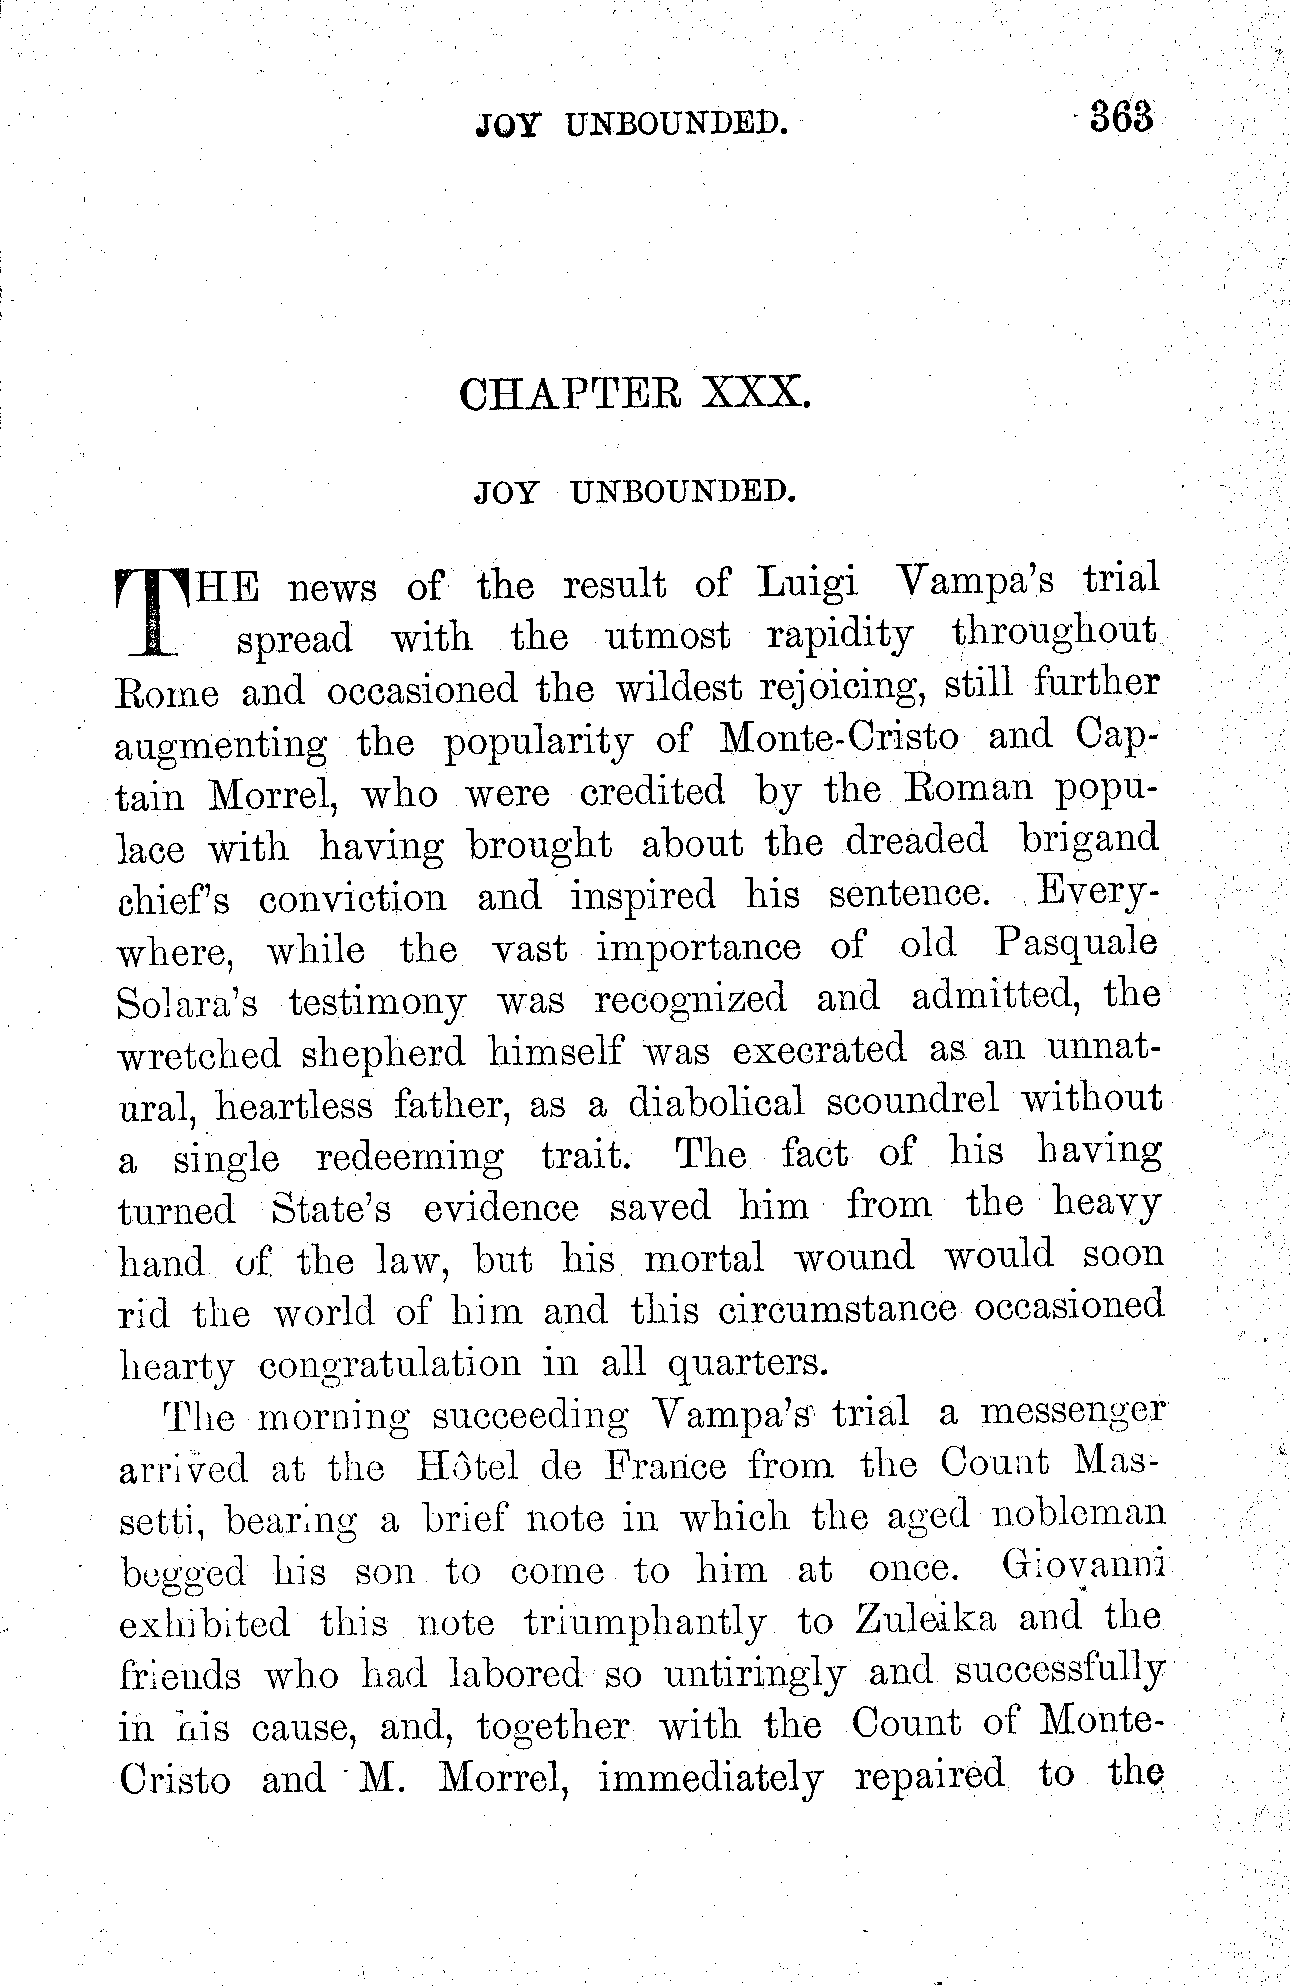 JOY UNBOUNDED. 363
CHAPTER XXX.
JOY UNBOUNDED.
THE news of the result of Luigi Vampa's trial
spread with the utmost rapidity throughout
Rome and occasioned the wildest rejoicing, still further
augmenting the popularity of Monte-Cristo and Cap-
tain Morrel, who were credited by the Roman popu-
lace with having brought about the dreaded brigand
chief's conviction and inspired his sentence. Every-
where, while the vast importance of old Pasquale
Solara's testimony was recognized and admitted, the
wretched shepherd himself was execrated as an unnat-
ural, heartless father, as a diabolical scoundrel without
a single redeeming trait. The fact of his having
turned State's evidence saved him from the heavy
hand of the law, but his mortal wound would soon
rid the world of him and this circumstance occasioned
hearty congratulation in all quarters.
The morning succeeding Vampa's trial a messenger
arrived at the Hôtel de France from the Count Mas-
setti, bearing a brief note in which the aged nobleman
begged his son to come to him at once. Giovanni
exhibited this note triumphantly to Zuleika and the
friends who had labored so untiringly and successfully
in his cause, and, together with the Count of Monte-
Cristo and M. Morrel, immediately repaired to the